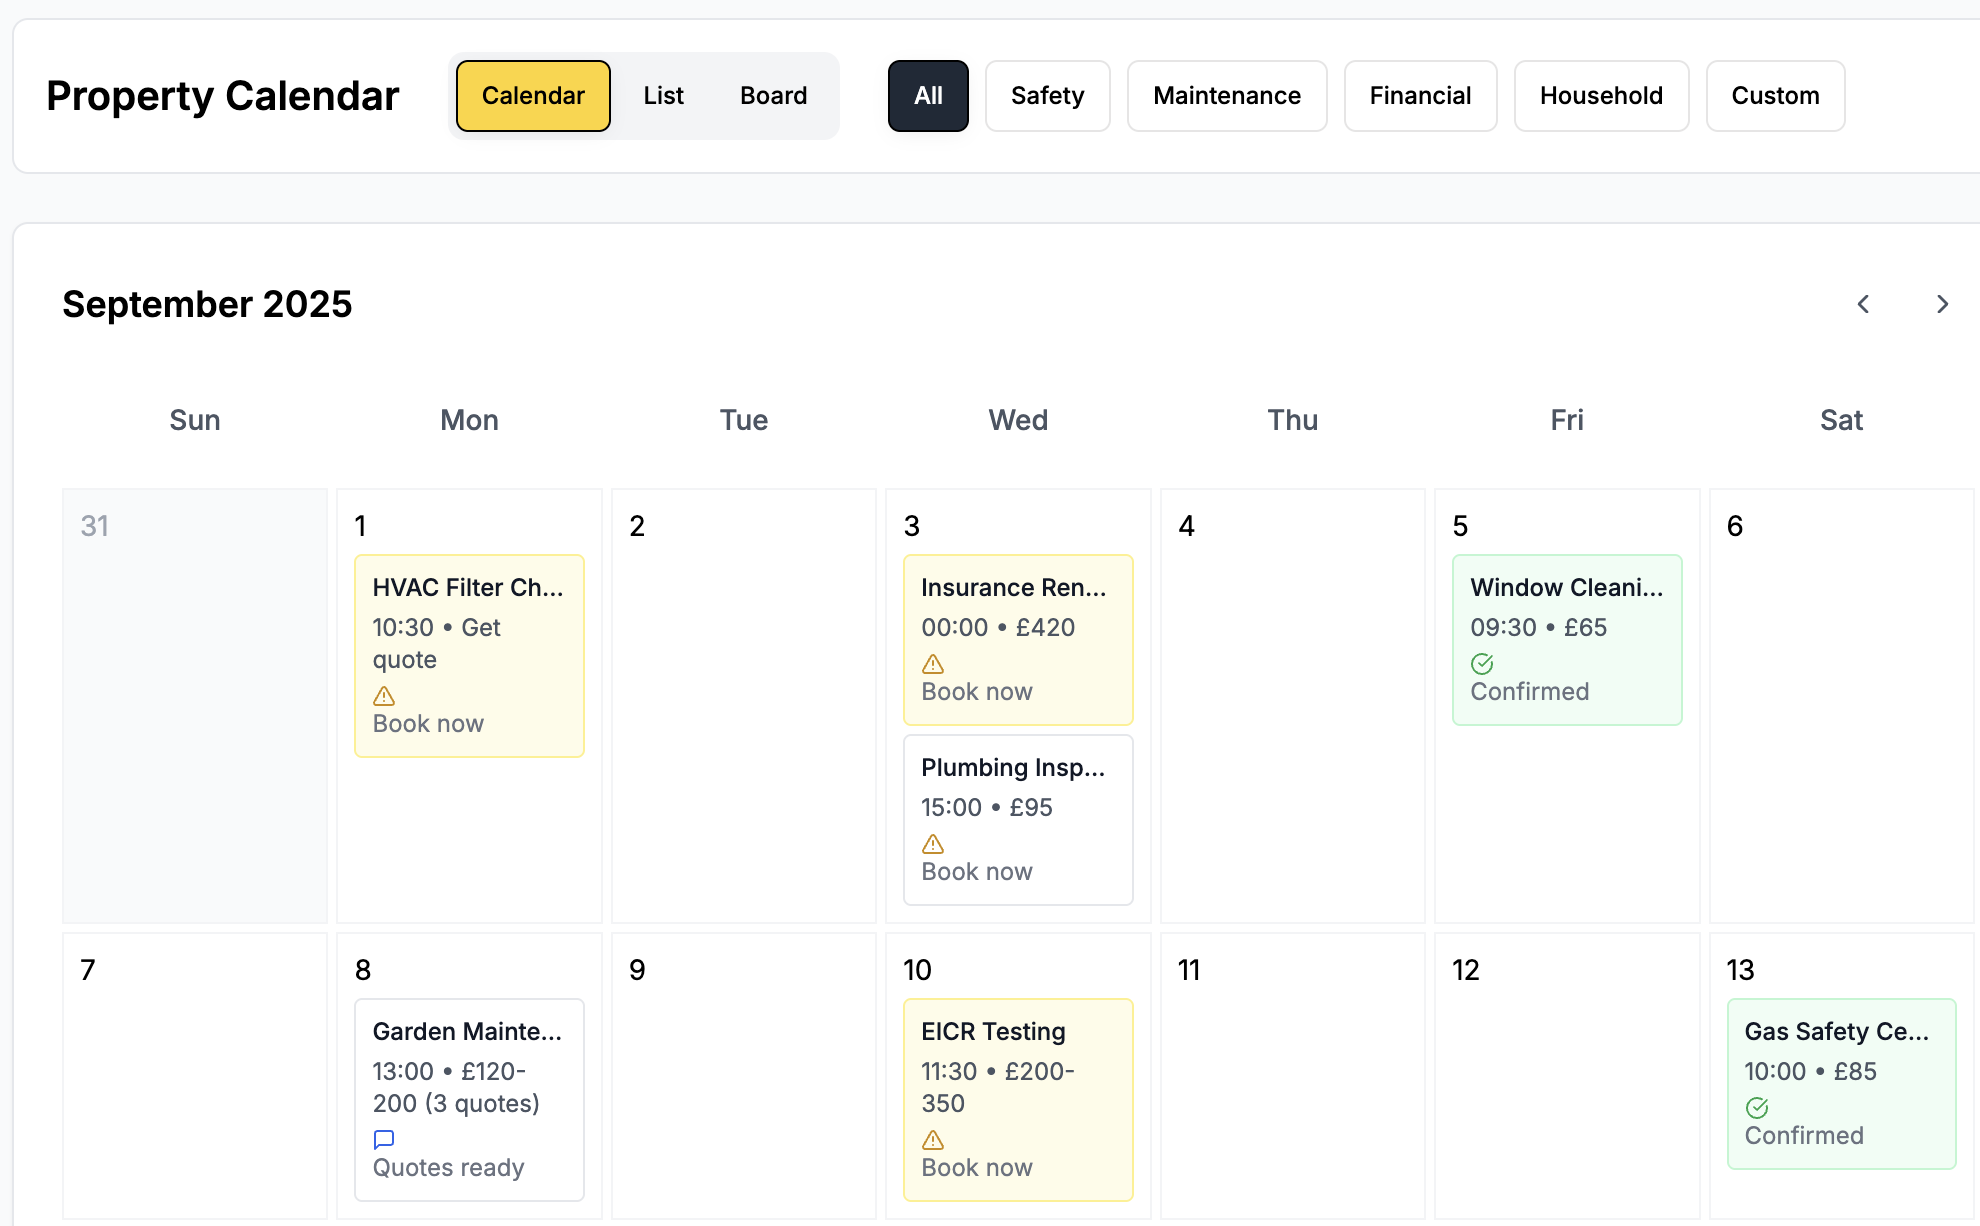 Property Calendar
Calendar
List
Board
All
Safety
Maintenance
Financial
Household
Custom
September 2025
Sun
Mon
Tue
Wed
Thu
Fri
Sat
31
1
HVAC Filter Ch...
10:30 • Get
quote
Book now
2
3
Insurance Ren...
00:00 • £420
Book now
Plumbing Insp...
15:00 • £95
Book now
4
5
Window Cleani...
09:30 • £65
Confirmed
6
7
8
Garden Mainte...
13:00 • £120-
200 (3 quotes)
Quotes ready
9
10
EICR Testing
11:30 • £200-
350
Book now
11
12
13
Gas Safety Ce...
10:00 • £85
Confirmed